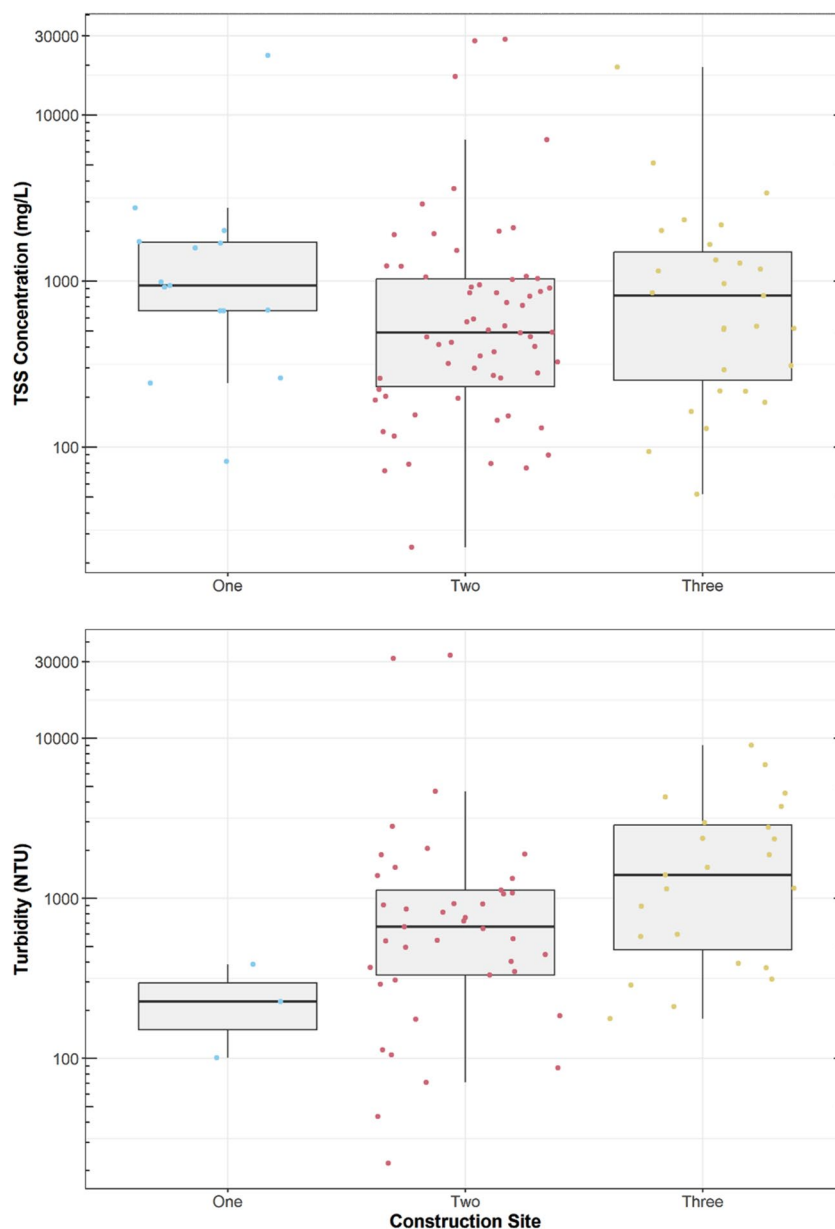 30000
10000
1000
100
TSS Concentration (mg/L)
One Two Three
30000
10000
1000
100
Turbidity (NTU)
One Two Three
Construction Site